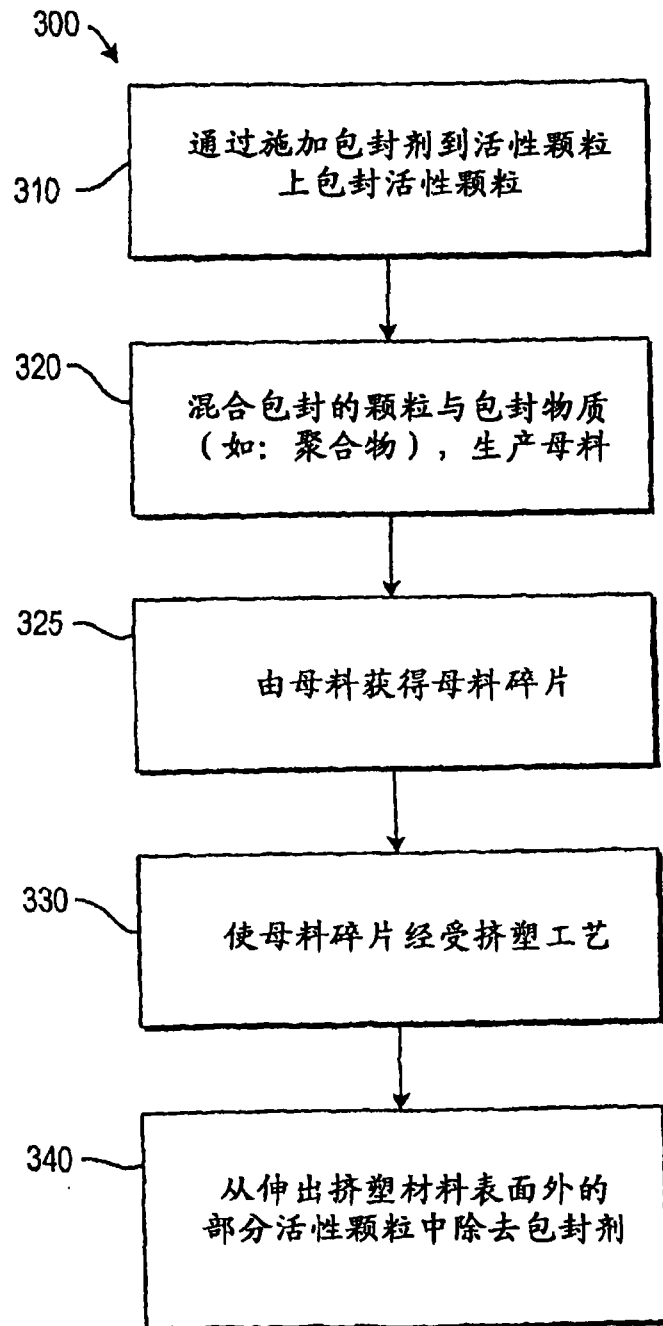 300
310
通过施加包封剂到活性颗粒
上包封活性颗粒
320
混合包封的颗粒与包封物质
（如：聚合物），生产母料
325
由母料获得母料碎片
330
使母料碎片经受挤塑工艺
340
从伸出挤塑材料表面外的
部分活性颗粒中除去包封剂